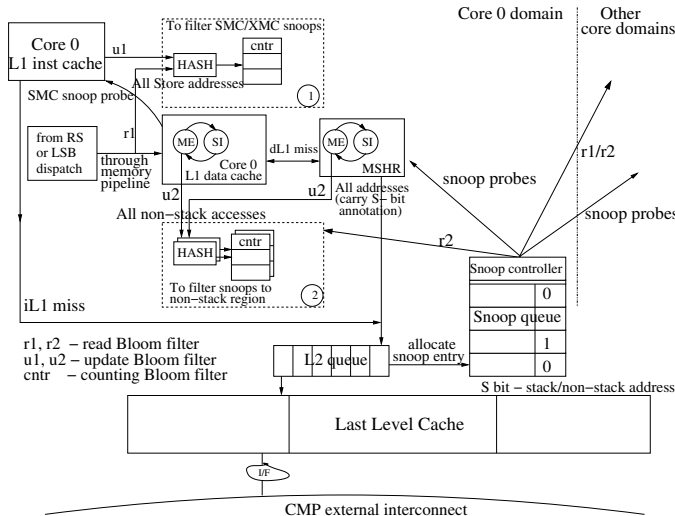 To filter SMC/XMC snoops
Core 0 domain
Other
core domains
Core 0
L1 inst cache
u1
HASH
cntr
All Store addresses
1
SMC snoop probe
r1
from RS
or LSB
dispatch
through
memory
pipeline
ME
SI
Core 0
L1 data cache
dL1 miss
ME
SI
MSHR
u2
u2
All addresses
(carry S− bit
annotation)
snoop probes
r1/r2
snoop probes
All non−stack accesses
HASH
cntr
To filter snoops to
non−stack region
2
r2
Snoop controller
0
Snoop queue
1
0
iL1 miss
r1, r2 − read Bloom filter
u1, u2 − update Bloom filter
cntr − counting Bloom filter
L2 queue
allocate
snoop entry
S bit − stack/non−stack address
Last Level Cache
I/F
CMP external interconnect